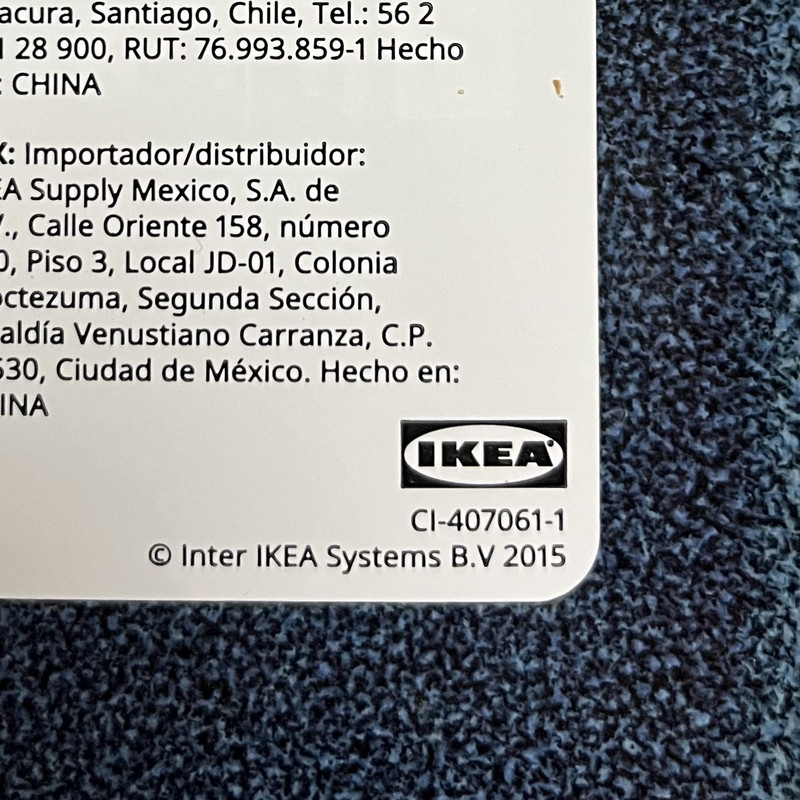 Santiago, Chile, Tel.: 56 2
28 900, RUT: 76.993.859-1 Hecho
: CHINA
Importador/distribuidor:
Supply Mexico, S.A. de
Calle Oriente 158, número
Piso 3, Local JD-01, Colonia
Segunda Sección,
Venustiano Carranza, C.P.
Ciudad de México. Hecho en:
IKEA
CI-407061-1
© Inter IKEA Systems B.V 2015